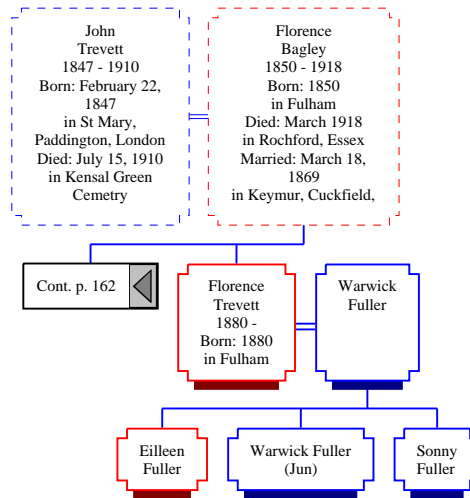 John
Trevett
1847 - 1910
Born: February 22,
1847
in St Mary,
Paddington, London
Died: July 15, 1910
in Kensal Green
Cemetry
Florence
Bagley
1850 - 1918
Born: 1850
in Fulham
Died: March 1918
in Rochford, Essex
Married: March 18,
1869
in Keymur, Cuckfield,
Cont. p. 162
Florence
Trevett
1880 -
Born: 1880
in Fulham
Warwick
Fuller
Eilleen
Fuller
Warwick Fuller
(Jun)
Sonny
Fuller